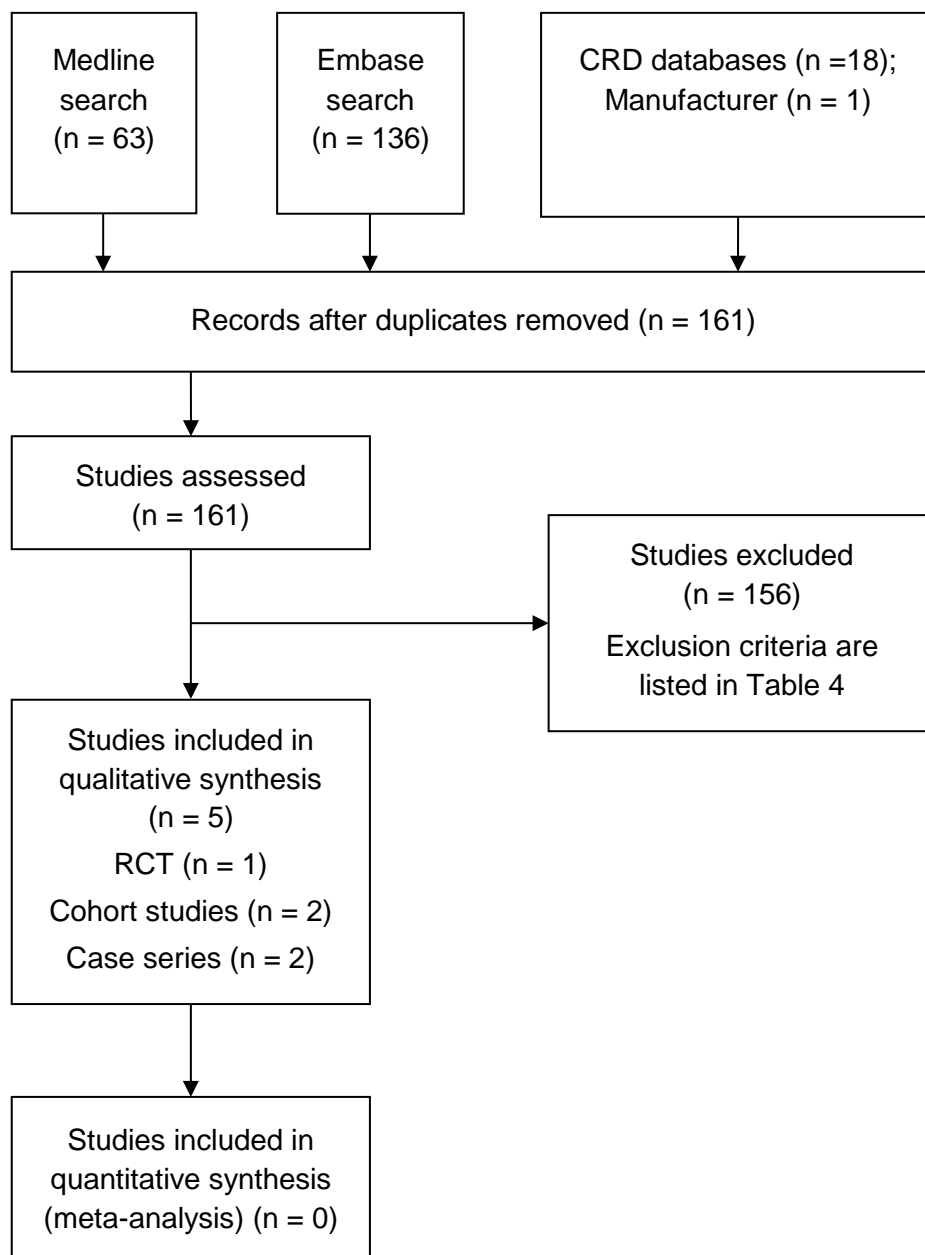 Medline
search
(n = 63)
Embase
search
(n = 136)
CRD databases (n =18);
Manufacturer (n = 1)
Records after duplicates removed (n = 161)
Studies assessed
(n = 161)
Studies excluded
(n = 156)
Exclusion criteria are
listed in Table 4
Studies included in
qualitative synthesis
(n = 5)
RCT (n = 1)
Cohort studies (n = 2)
Case series (n = 2)
Studies included in
quantitative synthesis
(meta-analysis) (n = 0)